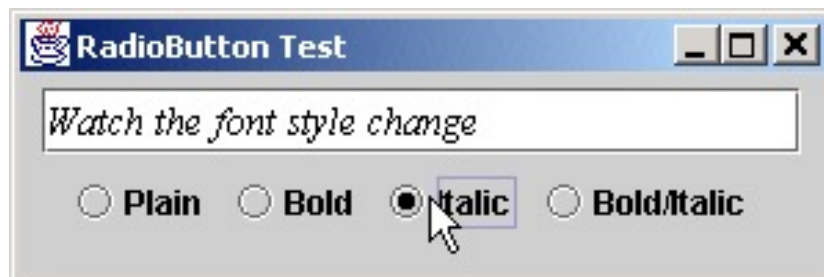 RadioButton Test
Watch the font style change
Plain Bold Italic Bold/Italic